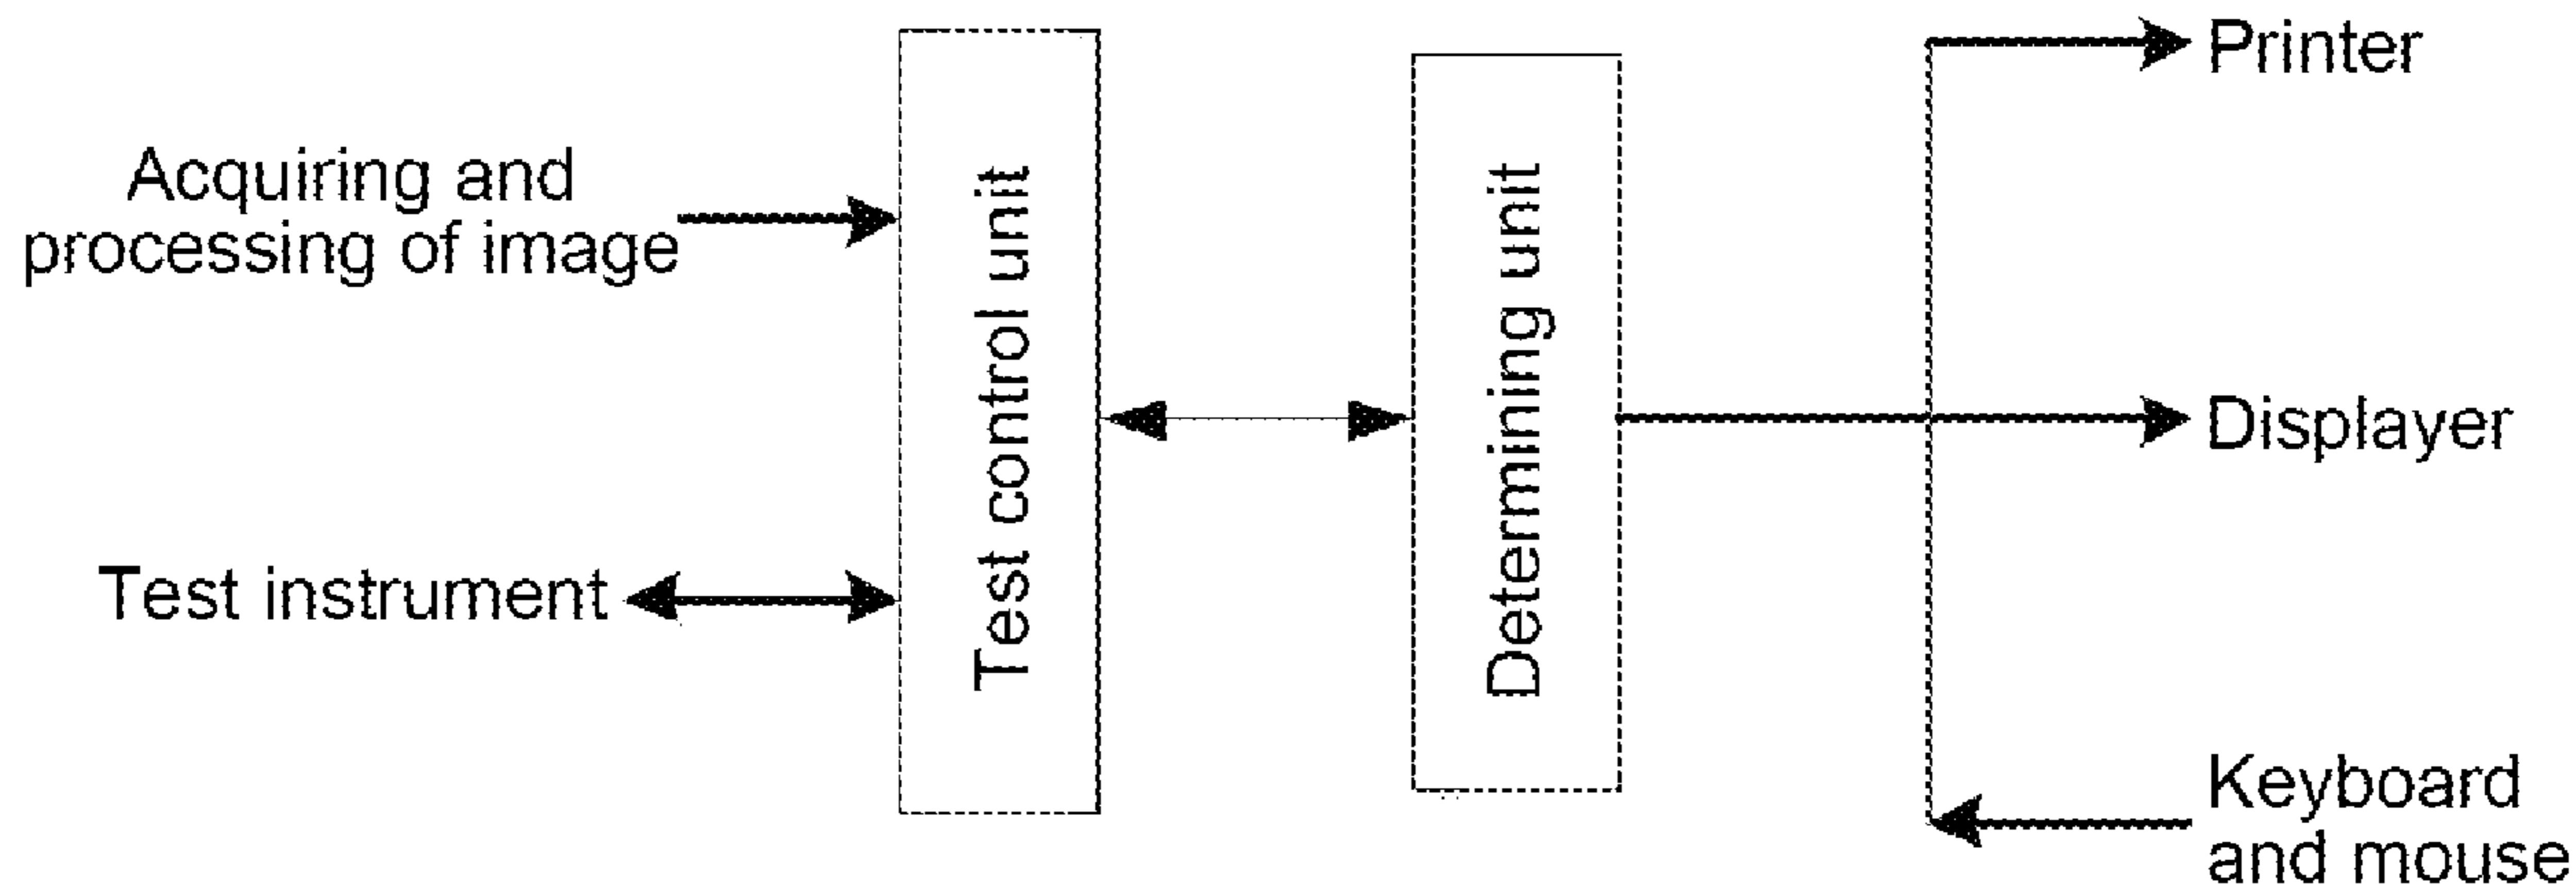 Acquiring and
processing of image
Test instrument
Test control unit
Determining unit
Printer
Displayer
Keyboard
and mouse